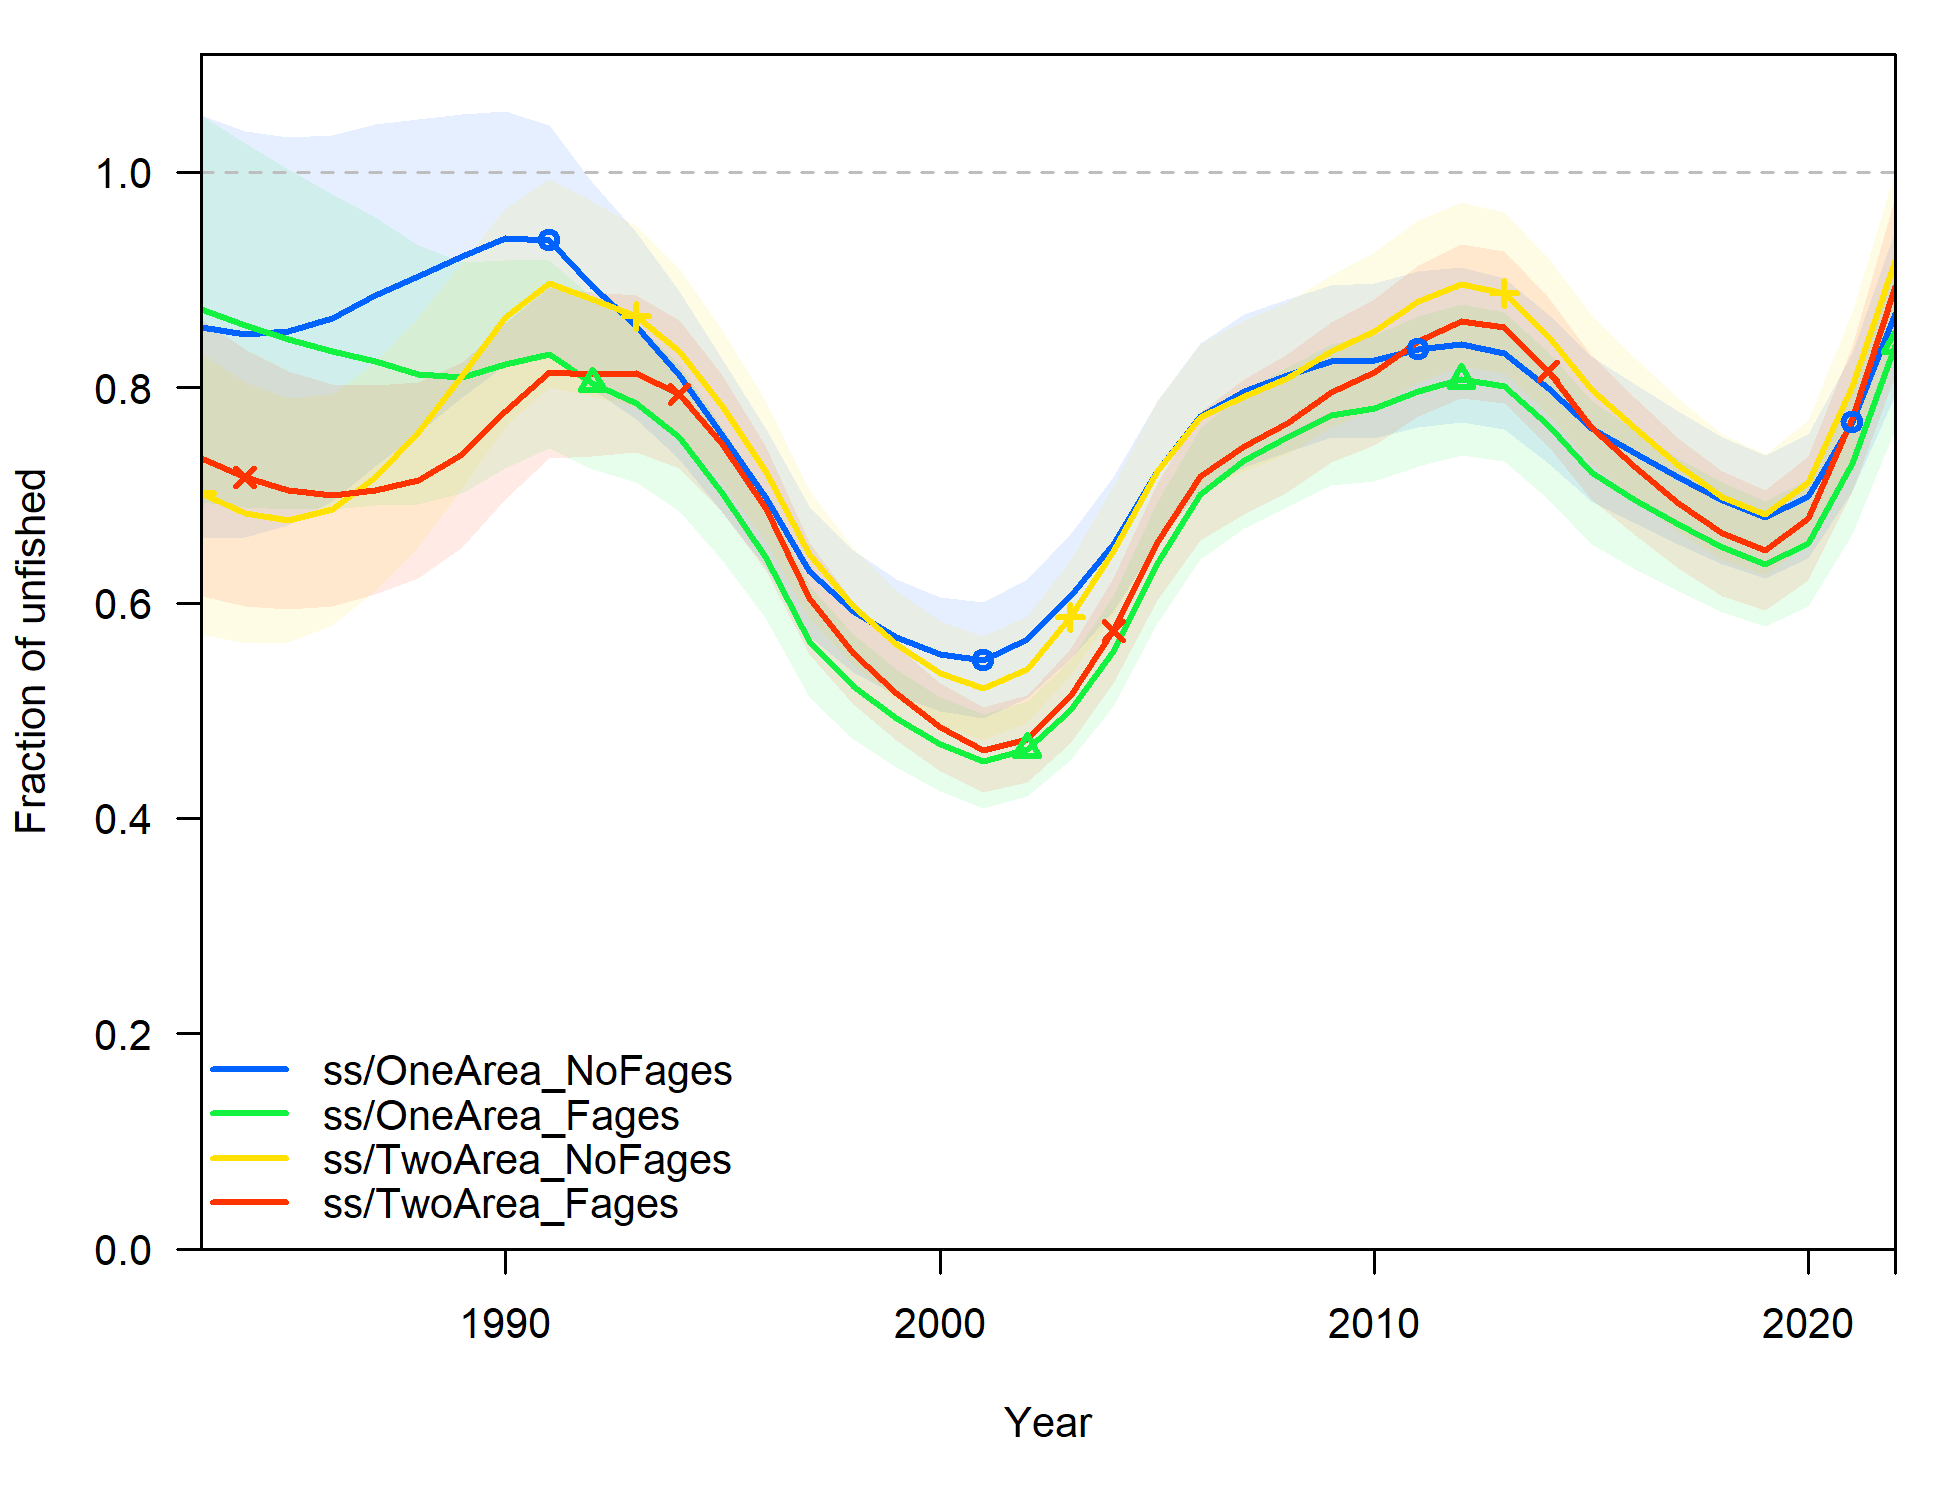 Fraction of unfished
1.0
0.8
0.6
0.4
0.2
0.0
ss/OneArea_NoFages
ss/OneArea_Fages
ss/TwoArea_NoFages
ss/TwoArea_Fages
1990 2000 2010 2020
Year